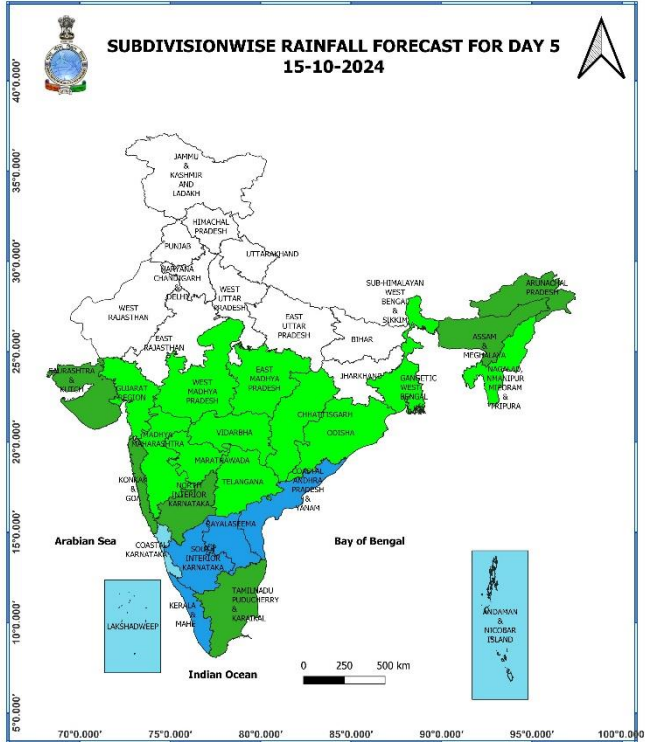 SUBDIVISIONWISE RAINFALL FORECAST FOR DAY 5
15-10-2024
40°0.000'
35°0.000'
30°0.000'
25°0.000'
20°0.000'
15°0.000'
10°0.000'
5°0.000'
JAMMU
&
KASHMIR
AND
LADAKH
HIMACHAL
PRADESH
PUNJAB
UTTARAKHAND
HARYANA
CHANDIGARH
&
DELHI
WEST
UTTAR
PRADESH
WEST
RAJASTHAN
EAST
RAJASTHAN
EAST
UTTAR
PRADESH
BIHAR
SUB-HIMALAYAN
WEST
BENGAL
&
SIKKIM
ARUNACHAL
PRADESH
ASSAM
&
MEGHALAYA
NAGALAND,
MANIPUR
MIZORAM
&
TRIPURA
JHARKHAND
GANGETIC
WEST
BENGAL
SAURASHTRA
&
KUTCH
GUJARAT
REGION
WEST
MADHYA
PRADESH
EAST
MADHYA
PRADESH
CHHATTISGARH
ODISHA
VIDARBHA
MADHYA
MAHARASHTRA
MARATHWADA
TELANGANA
KONKAN
&
GOA
NORTH
INTERIOR
KARNATAKA
COASTAL
ANDHRA
PRADESH
&
YANAM
RAYALASEEMA
COASTAL
KARNATAKA
SOUTH
INTERIOR
KARNATAKA
KERALA
&
MAHE
TAMILNADU
PUDUCHERRY
&
KARAIKAL
LAKSHADWEEP
ANDAMAN
&
NICOBAR
ISLAND
Arabian Sea
Bay of Bengal
Indian Ocean
0 250 500 km
70°0.000' 75°0.000' 80°0.000' 85°0.000' 90°0.000' 95°0.000' 100°0.000'